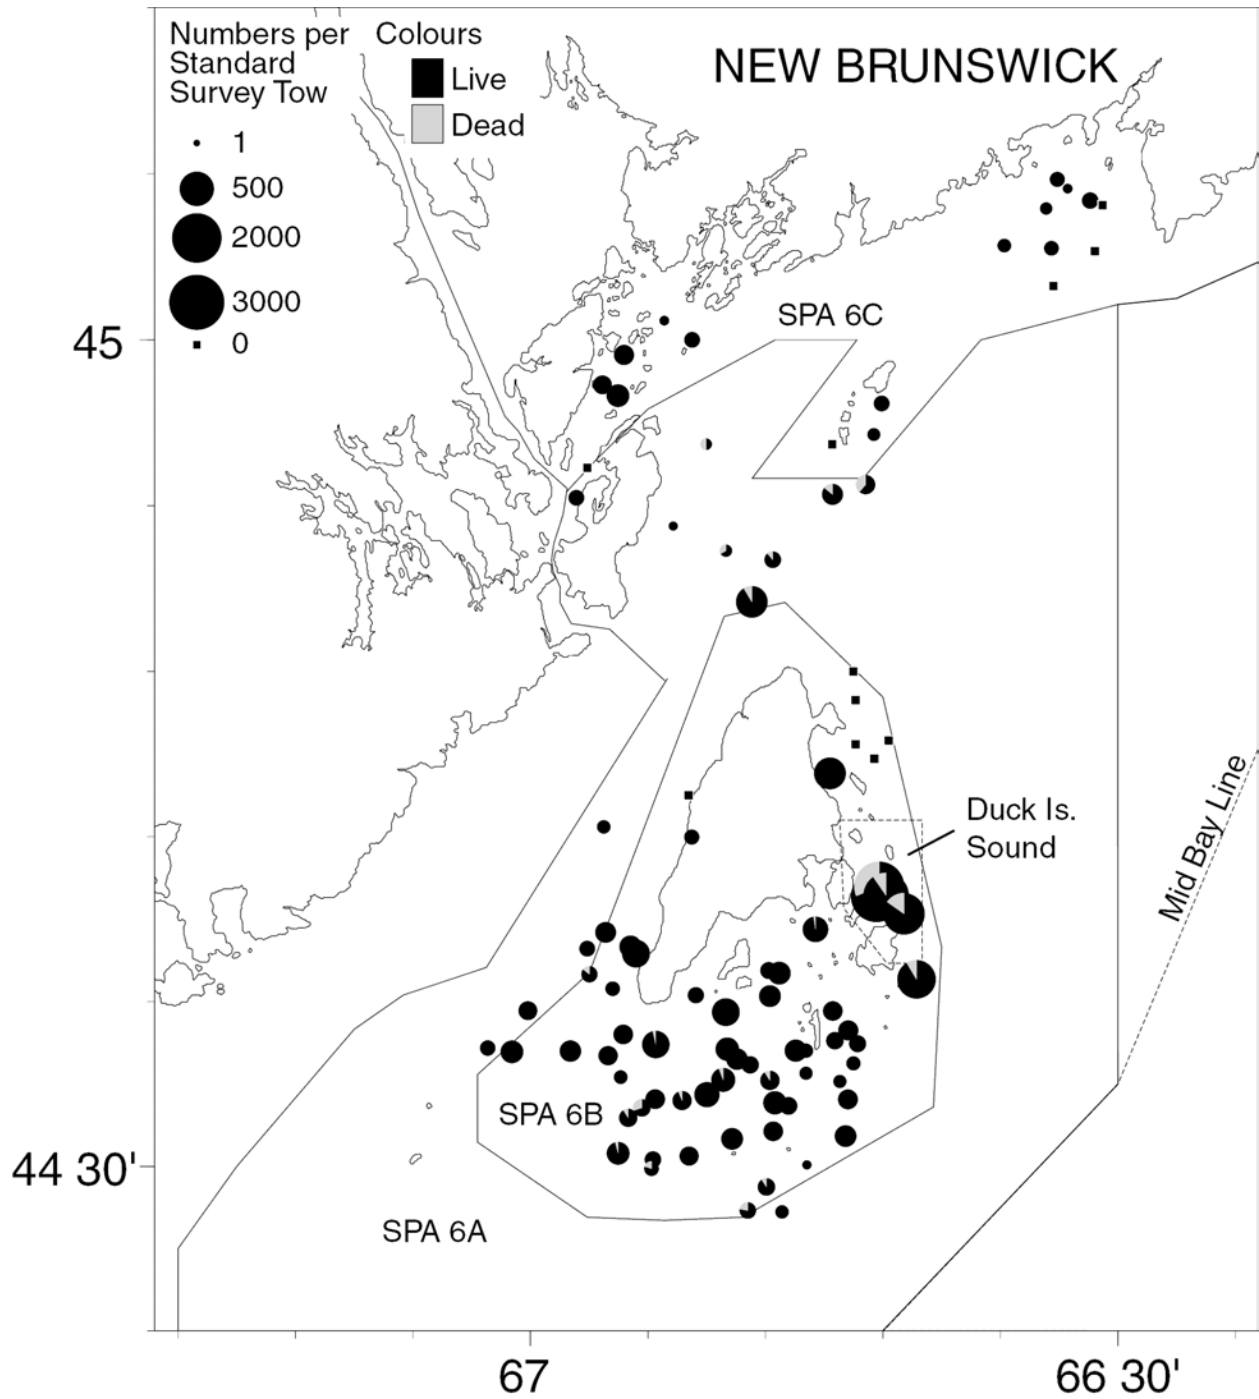 Numbers per
Standard
Survey Tow
1
500
2000
3000
0
Colours
Live
Dead
NEW BRUNSWICK
SPA 6C
45
Duck Is.
Sound
Mid Bay Line
SPA 6B
44 30'
SPA 6A
67
66 30'